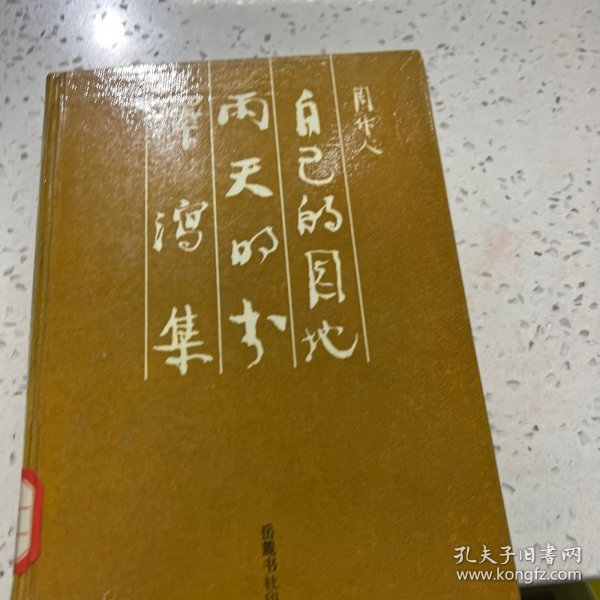 周作人
自己的园地
雨天的书
泽泻集
岳麓书社印
孔夫子旧书网
www.kongfz.com